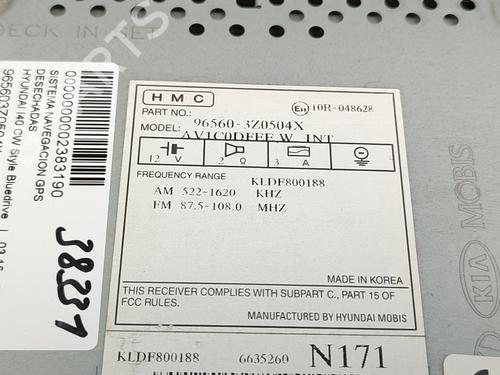 DECK IN SET
HMC
PART NO.: 96560-3Z0504X
E11 10R-048628
MODEL: AV1C0DEEE.W_INT
12 V
2 Ω
3 A
FREQUENCY RANGE KLDF800188
AM 522-1620 KHZ
FM 87.5-108.0 MHZ
MADE IN KOREA
THIS RECEIVER COMPLIES WITH SUBPART C., PART 15 OF
FCC RULES.
MANUFACTURED BY HYUNDAI MOBIS
KLDF800188 6635260 N171
0000000002383190
SISTEMA NAVEGACION GPS
DESECHADAS
HYUNDAI I40 CW Style Bluedrive
38331
KIA MOBIS